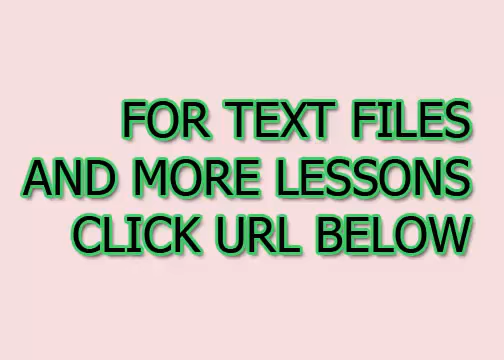 FOR TEXT FILES
AND MORE LESSONS
CLICK URL BELOW